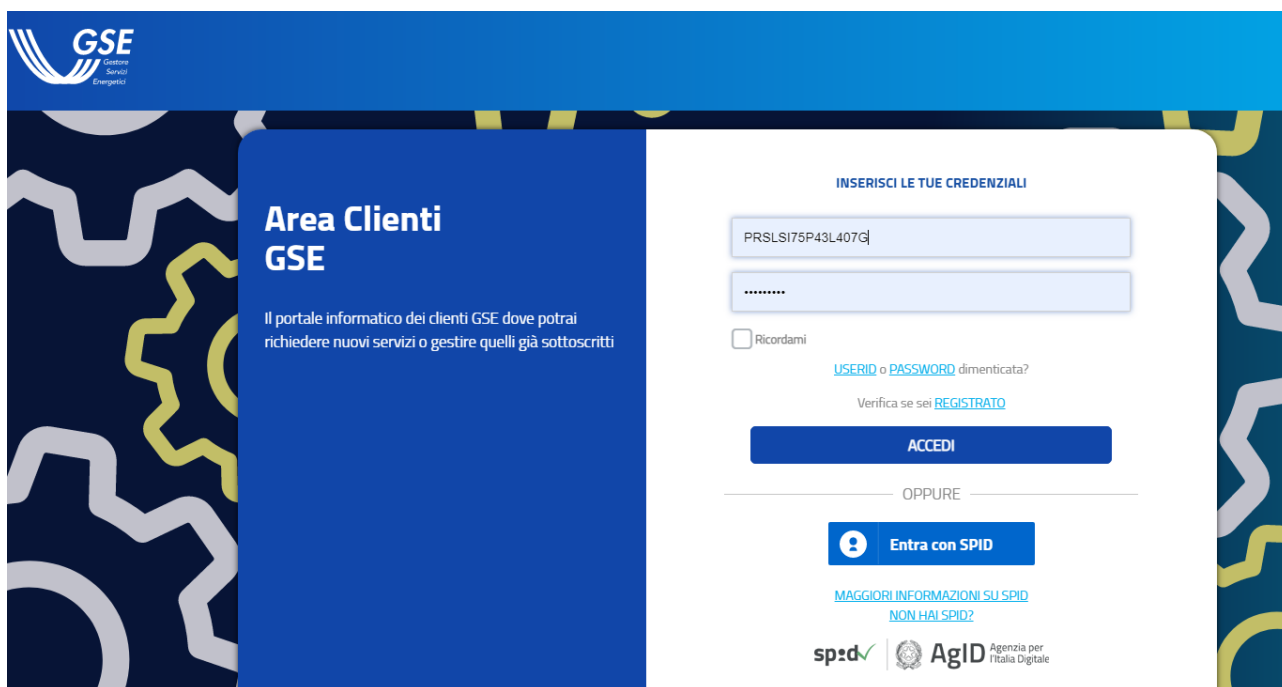 GSE
Gestore
Servizi
Energetici
Area Clienti
GSE
Il portale informatico dei clienti GSE dove potrai
richiedere nuovi servizi o gestire quelli già sottoscritti
INSERISCI LE TUE CREDENZIALI
PRSLSI75P43L407G
•••••••••
Ricordami
USERID o PASSWORD dimenticata?
Verifica se sei REGISTRATO
ACCEDI
OPPURE
Entra con SPID
MAGGIORI INFORMAZIONI SU SPID
NON HAI SPID?
spid AgID Agenzia per
l'Italia Digitale